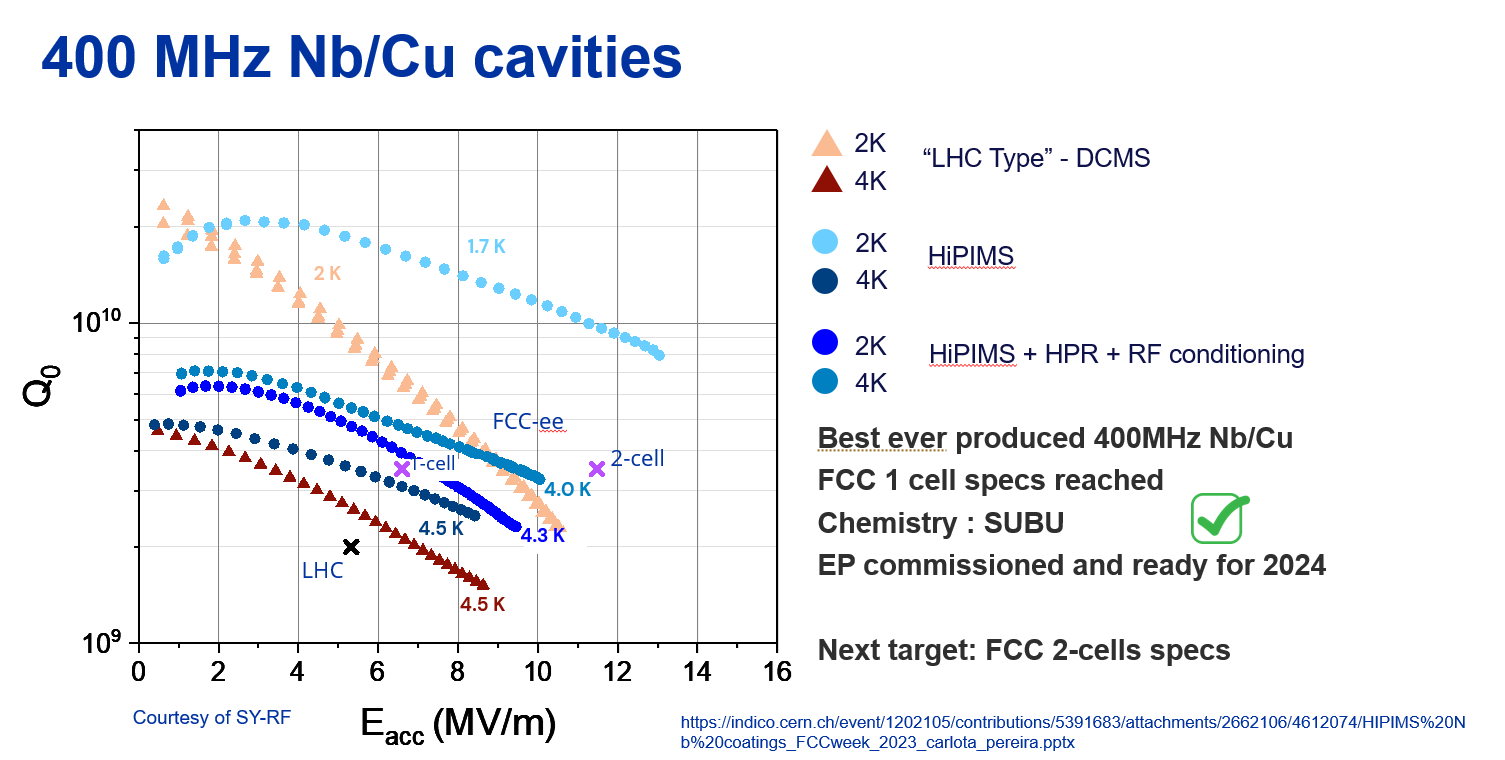 400 MHz Nb/Cu cavities
Q0
10¹⁰
10⁹
0 2 4 6 8 10 12 14 16
Eacc (MV/m)
1.7 K
2 K
FCC-ee
1-cell
2-cell
4.0 K
4.5 K
4.3 K
LHC
4.5 K
2K
4K
“LHC Type” - DCMS
2K
4K
HiPIMS
2K
4K
HiPIMS + HPR + RF conditioning
Best ever produced 400MHz Nb/Cu
FCC 1 cell specs reached
Chemistry : SUBU
EP commissioned and ready for 2024
Next target: FCC 2-cells specs
Courtesy of SY-RF
https://indico.cern.ch/event/1202105/contributions/5391683/attachments/2662106/4612074/HIPIMS%20N
b%20coatings_FCCweek_2023_carlota_pereira.pptx